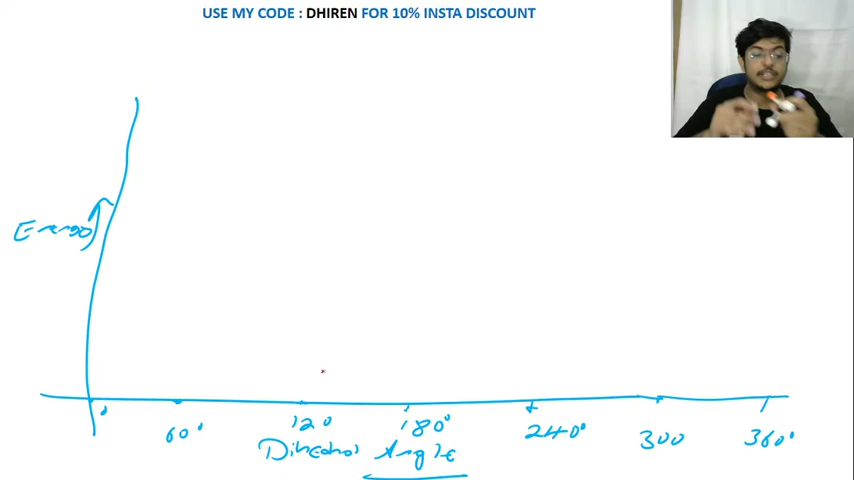 USE MY CODE : DHIREN FOR 10% INSTA DISCOUNT
Energy
0 60° 120 180° 240° 300 360°
Dihedral Angle